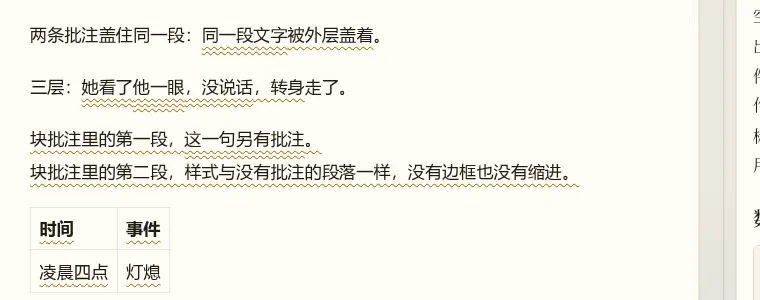 两条批注盖住同一段：同一段文字被外层盖着。
三层：她看了他一眼，没说话，转身走了。
块批注里的第一段，这一句另有批注。
块批注里的第二段，样式与没有批注的段落一样，没有边框也没有缩进。
时间 事件
凌晨四点 灯熄